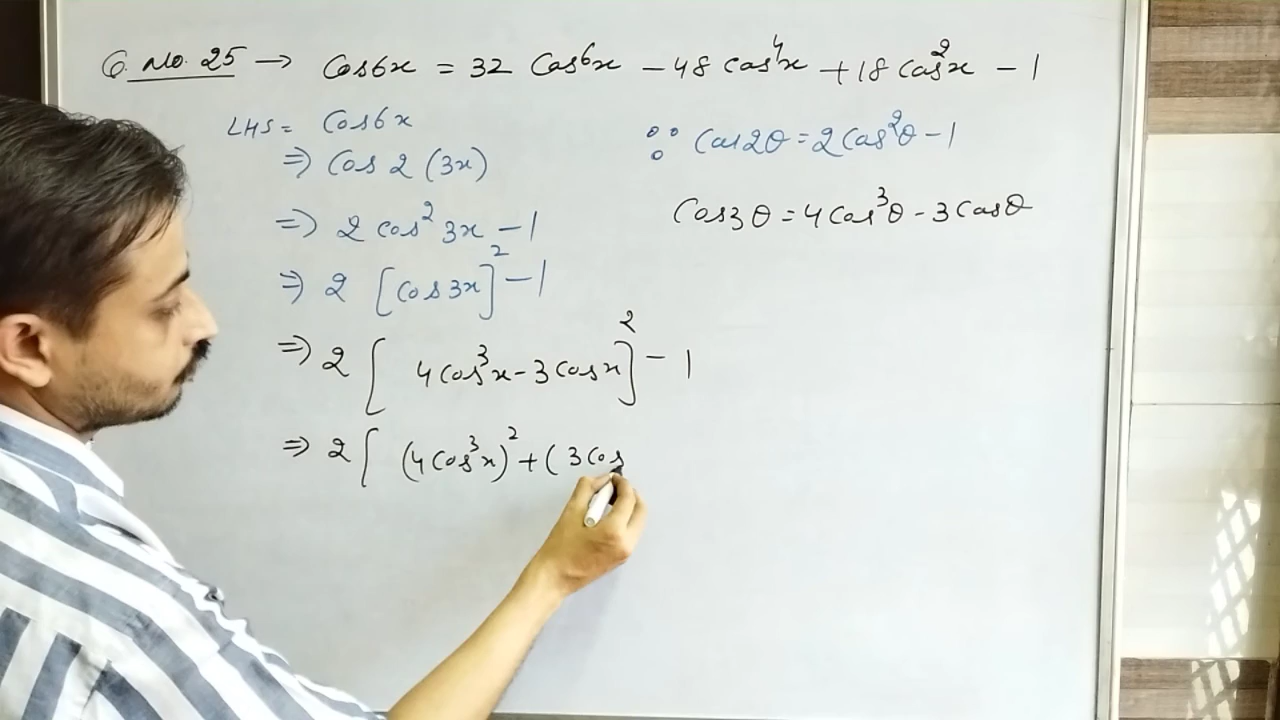 Q. No. 25 → Cos6x = 32 Cos⁶x - 48 cos⁴x + 18 cos²x - 1
LHS = Cos6x
⇒ Cos 2 (3x)
⇒ 2 cos² 3x - 1
⇒ 2 [cos3x]² - 1
⇒ 2 [4cos³x - 3cosx]² - 1
⇒ 2 [(4cos³x)² + (3cos
∵ Cos2θ = 2Cos²θ - 1
Cos3θ = 4cos³θ - 3cosθ